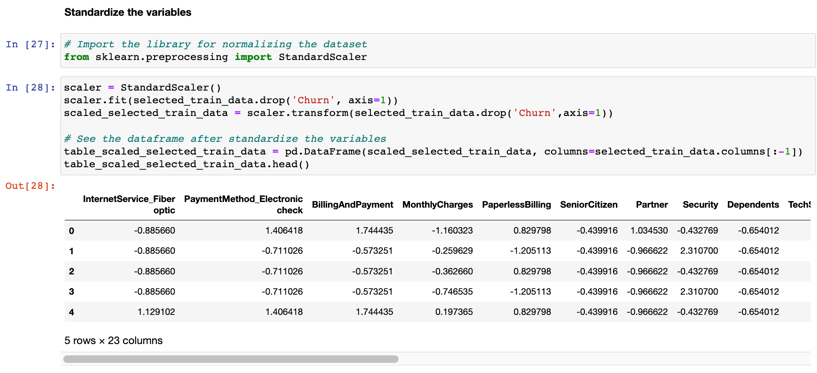 Standardize the variables
In [27]: # Import the library for normalizing the dataset
from sklearn.preprocessing import StandardScaler
In [28]: scaler = StandardScaler()
scaler.fit(selected_train_data.drop('Churn', axis=1))
scaled_selected_train_data = scaler.transform(selected_train_data.drop('Churn',axis=1))
# See the dataframe after standardize the variables
table_scaled_selected_train_data = pd.DataFrame(scaled_selected_train_data, columns=selected_train_data.columns[:-1])
table_scaled_selected_train_data.head()
Out[28]:
InternetService_Fiber optic PaymentMethod_Electronic check BillingAndPayment MonthlyCharges PaperlessBilling SeniorCitizen Partner Security Dependents TechS
0 -0.885660 1.406418 1.744435 -1.160323 0.829798 -0.439916 1.034530 -0.432769 -0.654012
1 -0.885660 -0.711026 -0.573251 -0.259629 -1.205113 -0.439916 -0.966622 2.310700 -0.654012
2 -0.885660 -0.711026 -0.573251 -0.362660 0.829798 -0.439916 -0.966622 -0.432769 -0.654012
3 -0.885660 -0.711026 -0.573251 -0.746535 -1.205113 -0.439916 -0.966622 2.310700 -0.654012
4 1.129102 1.406418 1.744435 0.197365 0.829798 -0.439916 -0.966622 -0.432769 -0.654012
5 rows × 23 columns